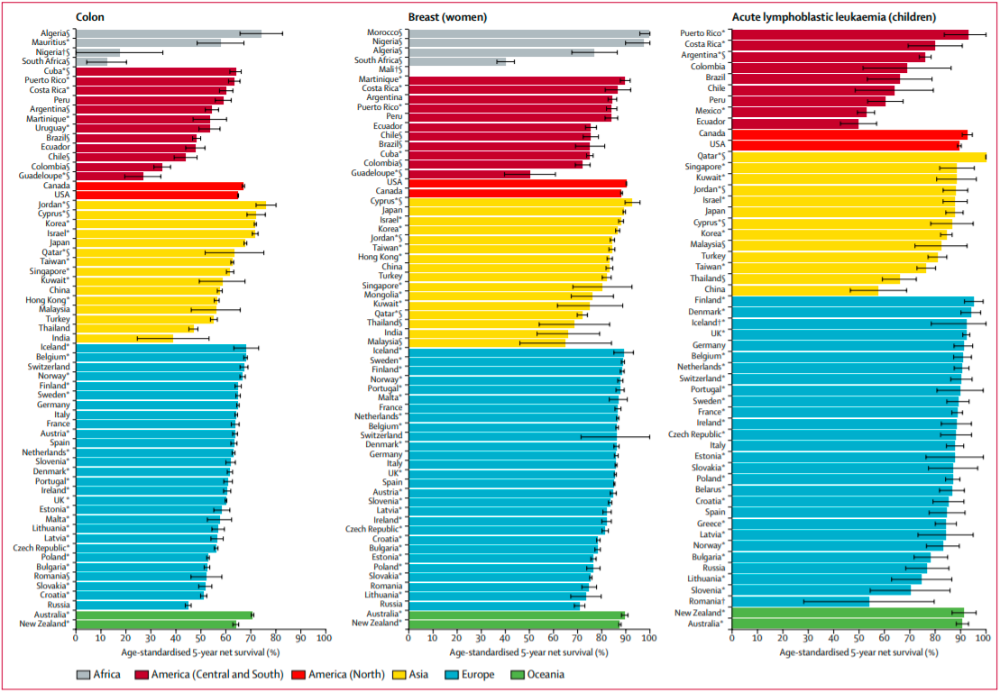 Colon
Algeria§
Mauritius*
Nigeria†§
South Africa§
Cuba*§
Puerto Rico*
Costa Rica*
Peru
Argentina§
Martinique*
Uruguay*
Brazil§
Ecuador
Chile§
Colombia§
Guadeloupe*§
Canada
USA
Jordan*§
Cyprus*§
Korea*
Israel*
Japan
Qatar*§
Taiwan*
Singapore*
Kuwait*
China
Hong Kong*
Malaysia
Turkey
Thailand
India
Iceland*
Belgium*
Switzerland
Norway*
Finland*
Sweden*
Germany
Italy
France
Austria*
Spain
Netherlands*
Slovenia*
Denmark*
Portugal*
Ireland*
UK *
Estonia*
Malta*
Lithuania*
Latvia*
Czech Republic*
Poland*
Bulgaria*
Romania§
Slovakia*
Croatia*
Russia
Australia*
New Zealand*
0 10 20 30 40 50 60 70 80 90 100
Age-standardised 5-year net survival (%)
Breast (women)
Morocco§
Nigeria§
Algeria§
South Africa§
Mali†§
Martinique*
Costa Rica*
Argentina
Puerto Rico*
Peru
Ecuador
Chile§
Brazil§
Cuba*
Colombia§
Guadeloupe*§
USA
Canada
Cyprus*§
Japan
Israel*
Korea*
Jordan*§
Taiwan*
Hong Kong*
China
Turkey
Singapore*
Mongolia*
Kuwait*
Qatar*§
Thailand§
India
Malaysia§
Iceland*
Sweden*
Finland*
Norway*
Portugal*
Malta*
France
Netherlands*
Belgium*
Switzerland
Denmark*
Germany
Italy
UK*
Spain
Austria*
Slovenia*
Latvia*
Ireland*
Czech Republic*
Croatia*
Bulgaria*
Estonia*
Poland*
Slovakia*
Romania
Lithuania*
Russia
Australia*
New Zealand*
0 10 20 30 40 50 60 70 80 90 100
Age-standardised 5-year net survival (%)
Acute lymphoblastic leukaemia (children)
Puerto Rico*
Costa Rica*
Argentina*§
Colombia
Brazil
Chile
Peru
Mexico*
Ecuador
Canada
USA
Qatar*§
Singapore*
Kuwait*
Jordan*§
Israel*
Japan
Cyprus*§
Korea*
Malaysia§
Turkey
Taiwan*
Thailand§
China
Finland*
Denmark*
Iceland†*
UK*
Germany
Belgium*
Netherlands*
Switzerland*
Portugal*
Sweden*
France*
Ireland*
Czech Republic*
Italy
Estonia*
Slovakia*
Poland*
Belarus*
Croatia*
Spain
Greece*
Latvia*
Norway*
Bulgaria*
Russia
Lithuania*
Slovenia*
Romania†
New Zealand*
Australia*
0 10 20 30 40 50 60 70 80 90 100
Age-standardised 5-year net survival (%)
Africa America (Central and South) America (North) Asia Europe Oceania